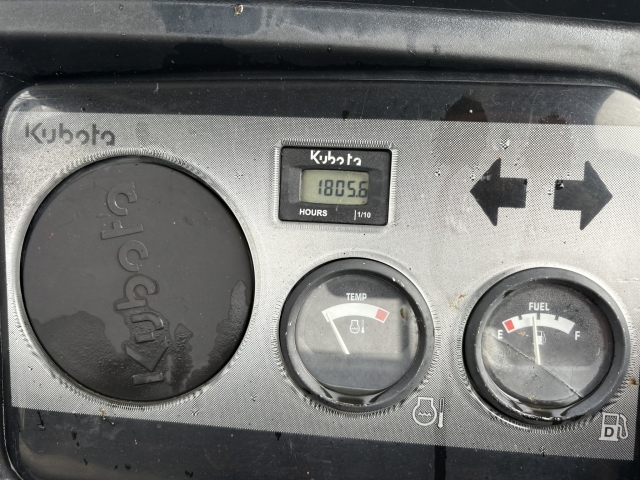 Kubota
Kubota
1805.6
HOURS 1/10
Kubota
TEMP
FUEL
E F
D